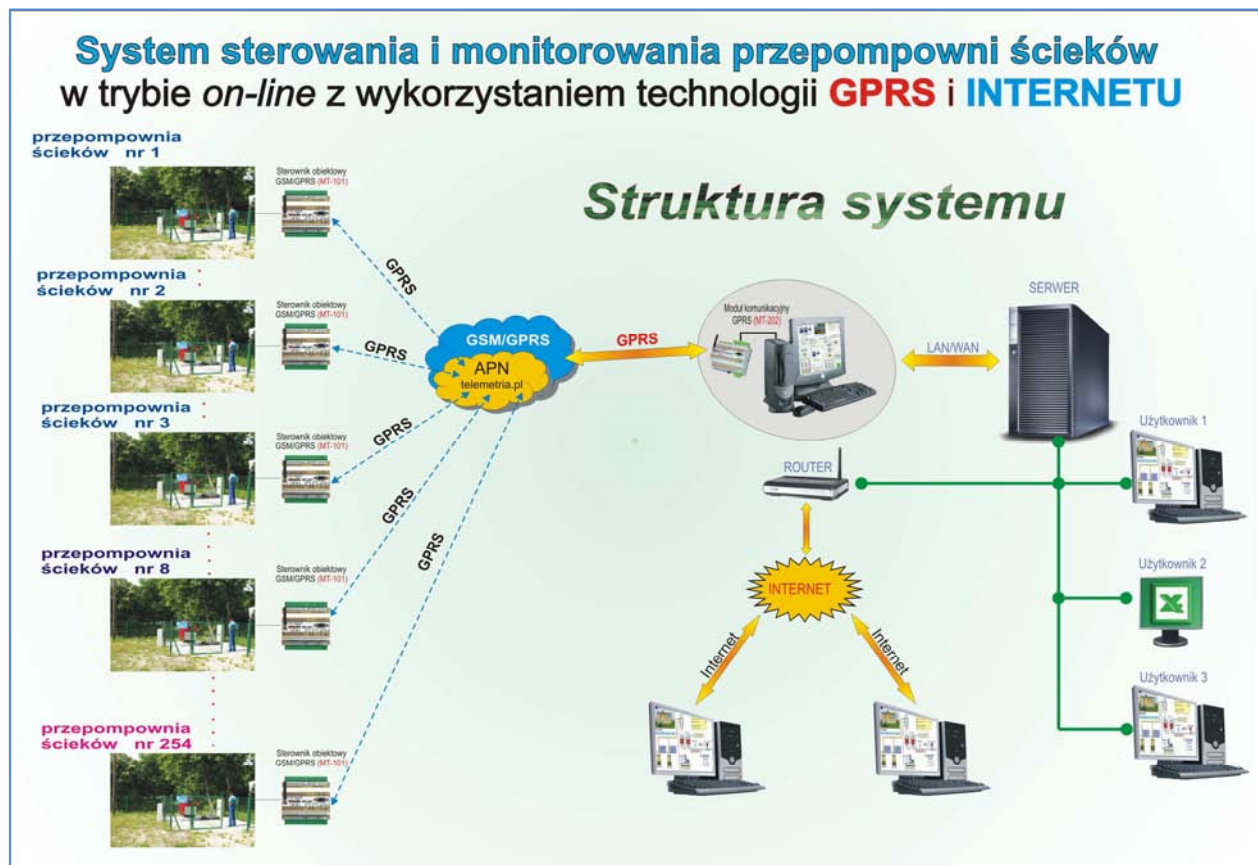 System sterowania i monitorowania przepompowni ścieków
w trybie on-line z wykorzystaniem technologii GPRS i INTERNETU
Struktura systemu
przepompownia
ścieków nr 1
Sterownik obiektowy
GSM/GPRS (MT-101)
GPRS
przepompownia
ścieków nr 2
Sterownik obiektowy
GSM/GPRS (MT-101)
GPRS
przepompownia
ścieków nr 3
Sterownik obiektowy
GSM/GPRS (MT-101)
GPRS
przepompownia
ścieków nr 8
Sterownik obiektowy
GSM/GPRS (MT-101)
GPRS
przepompownia
ścieków nr 254
Sterownik obiektowy
GSM/GPRS (MT-101)
GPRS
GSM/GPRS
APN
telemetria.pl
GPRS
Moduł komunikacyjny
GPRS (MT-202)
LAN/WAN
SERWER
ROUTER
INTERNET
Internet
Internet
Użytkownik 1
Użytkownik 2
Użytkownik 3